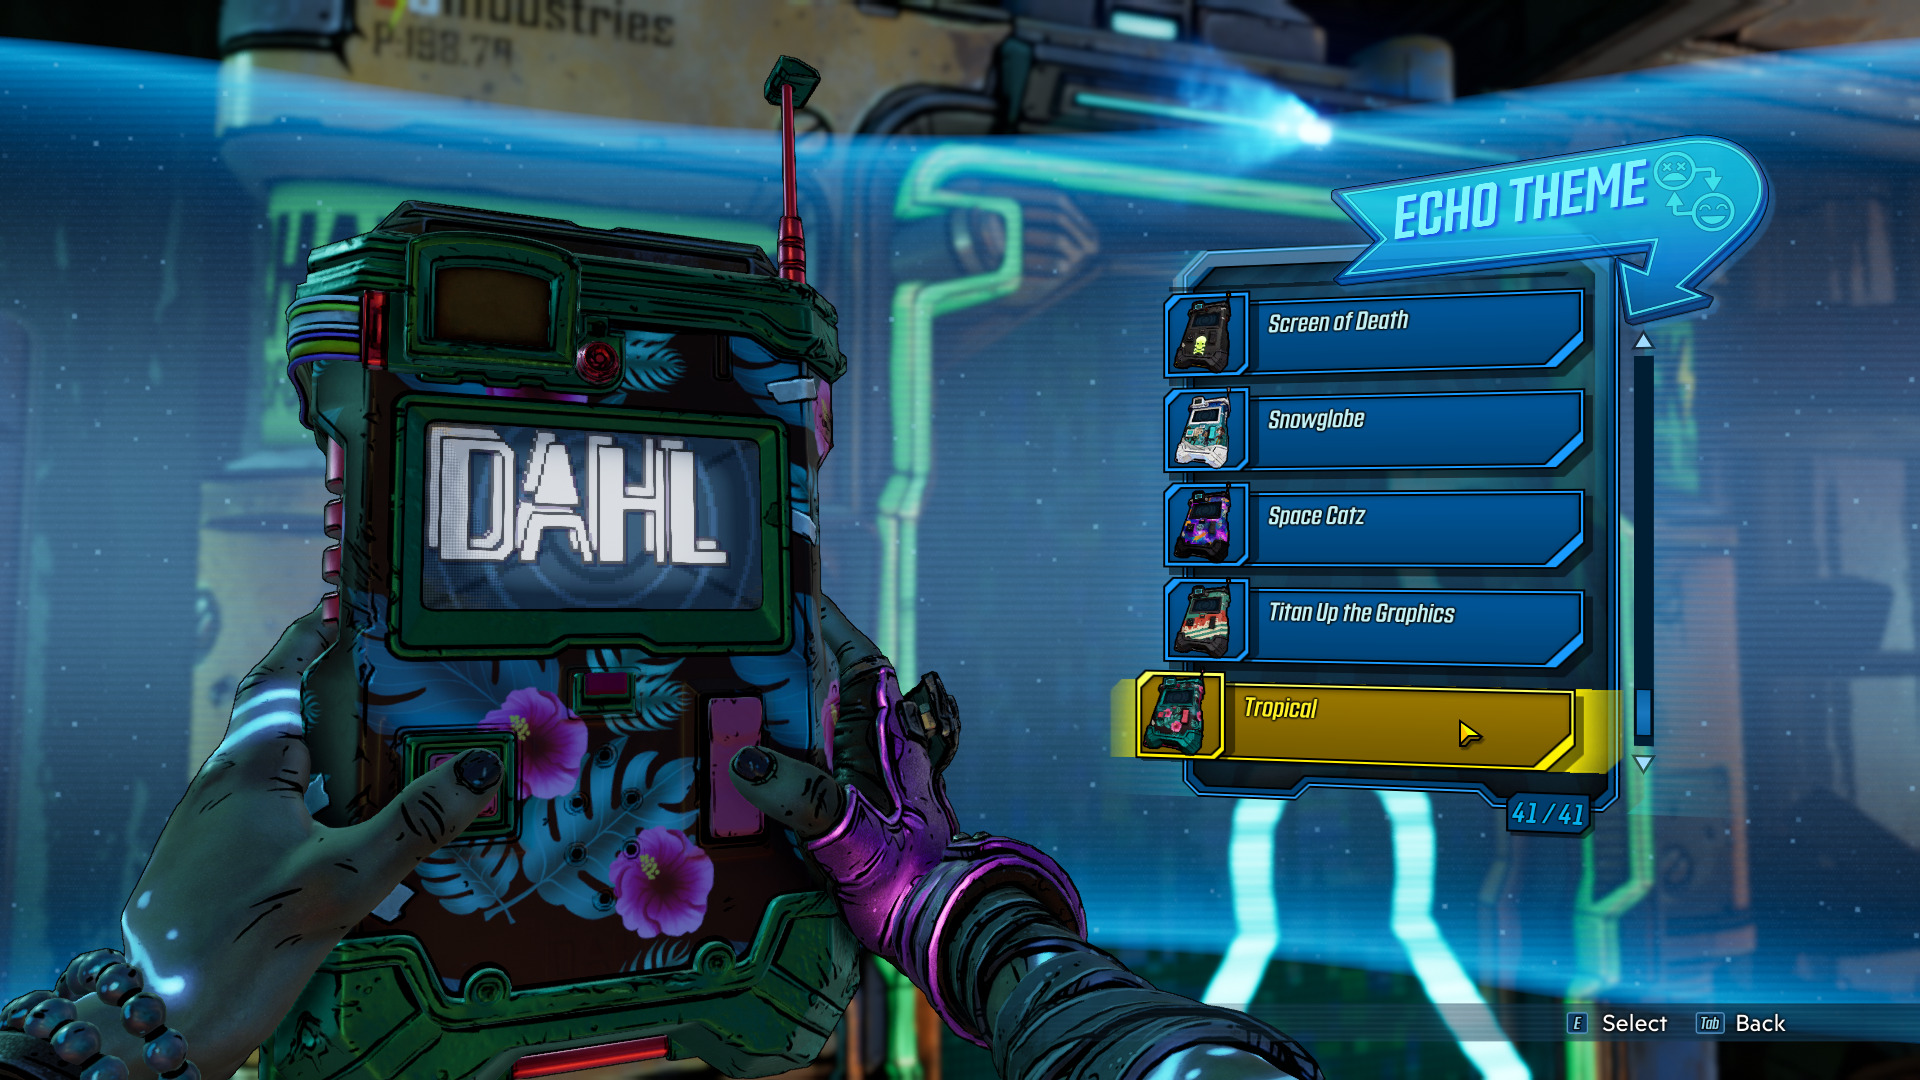 Industries
P-198.79
ECHO THEME
Screen of Death
Snowglobe
Space Catz
Titan Up the Graphics
Tropical
41/41
DAHL
E Select Tab Back